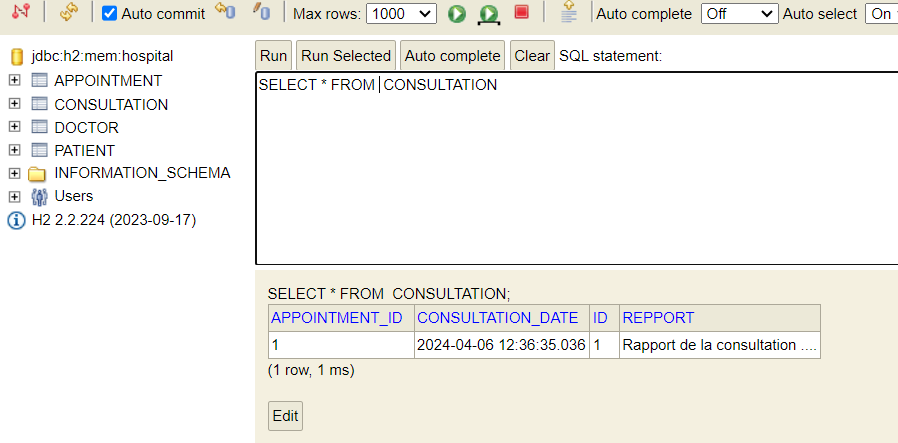 Auto commit Max rows: 1000 Auto complete Off Auto select On
jdbc:h2:mem:hospital
APPOINTMENT
CONSULTATION
DOCTOR
PATIENT
INFORMATION_SCHEMA
Users
H2 2.2.224 (2023-09-17)
Run Run Selected Auto complete Clear SQL statement:
SELECT * FROM CONSULTATION
SELECT * FROM  CONSULTATION;
APPOINTMENT_ID CONSULTATION_DATE ID REPPORT
1 2024-04-06 12:36:35.036 1 Rapport de la consultation ....
(1 row, 1 ms)
Edit